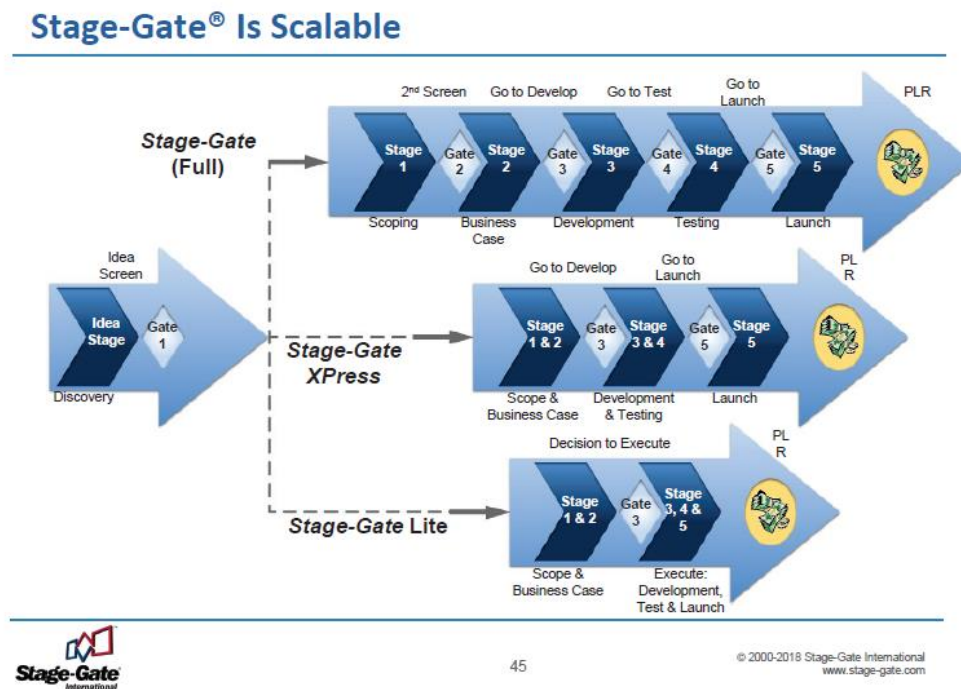 Stage-Gate® Is Scalable
2nd Screen
Go to Develop
Go to Test
Go to
Launch
PLR
Stage-Gate
(Full)
Stage
1
Gate
2
Stage
2
Gate
3
Stage
3
Gate
4
Stage
4
Gate
5
Stage
5
Scoping
Business
Case
Development
Testing
Launch
Idea
Screen
Idea
Stage
Gate
1
Discovery
Stage-Gate
XPress
Go to Develop
Go to
Launch
PL
R
Stage
1 & 2
Gate
3
Stage
3 & 4
Gate
5
Stage
5
Scope &
Business Case
Development
& Testing
Launch
Stage-Gate Lite
Decision to Execute
PL
R
Stage
1 & 2
Gate
3
Stage
3, 4 &
5
Scope &
Business Case
Execute:
Development,
Test & Launch
Stage-Gate
International
45
© 2000-2018 Stage-Gate International
www.stage-gate.com